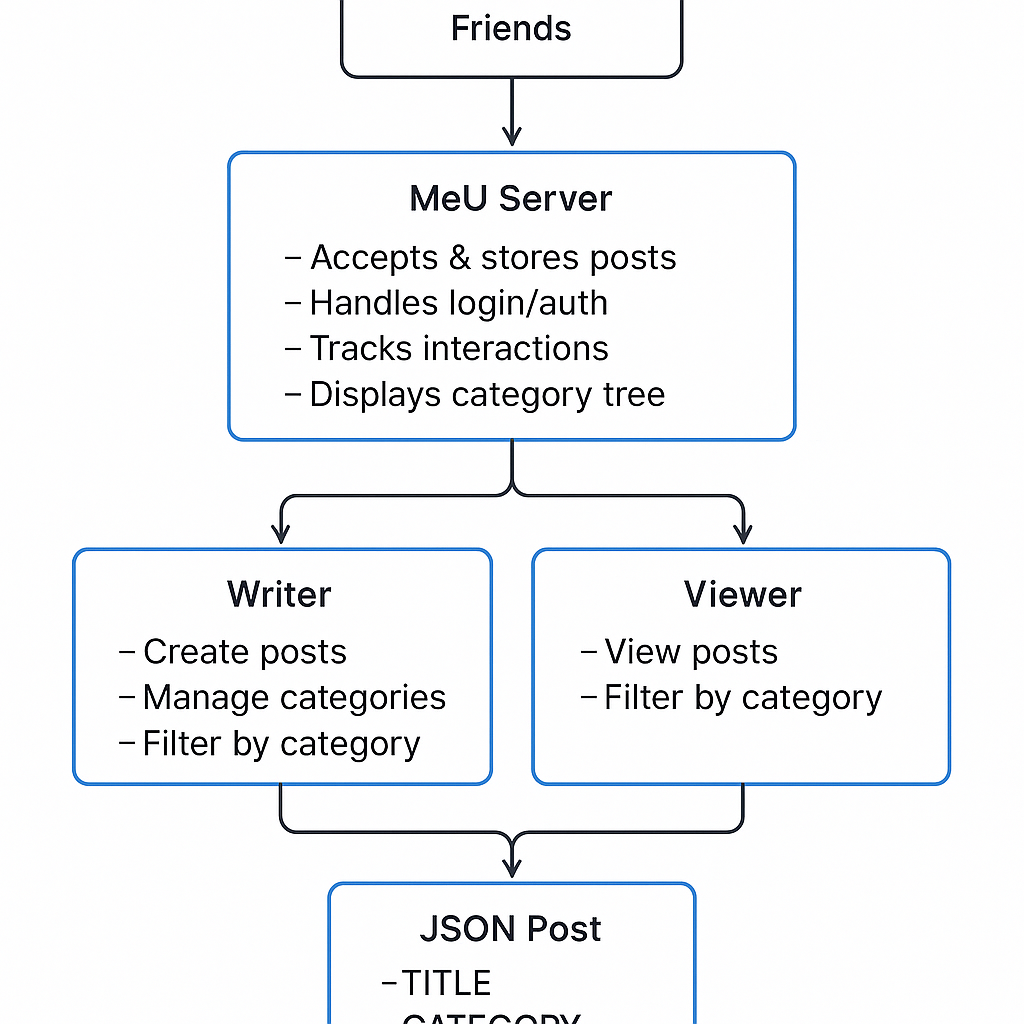 Friends
MeU Server
– Accepts & stores posts
– Handles login/auth
– Tracks interactions
– Displays category tree
Writer
– Create posts
– Manage categories
– Filter by category
Viewer
– View posts
– Filter by category
JSON Post
– TITLE
CATEGORY